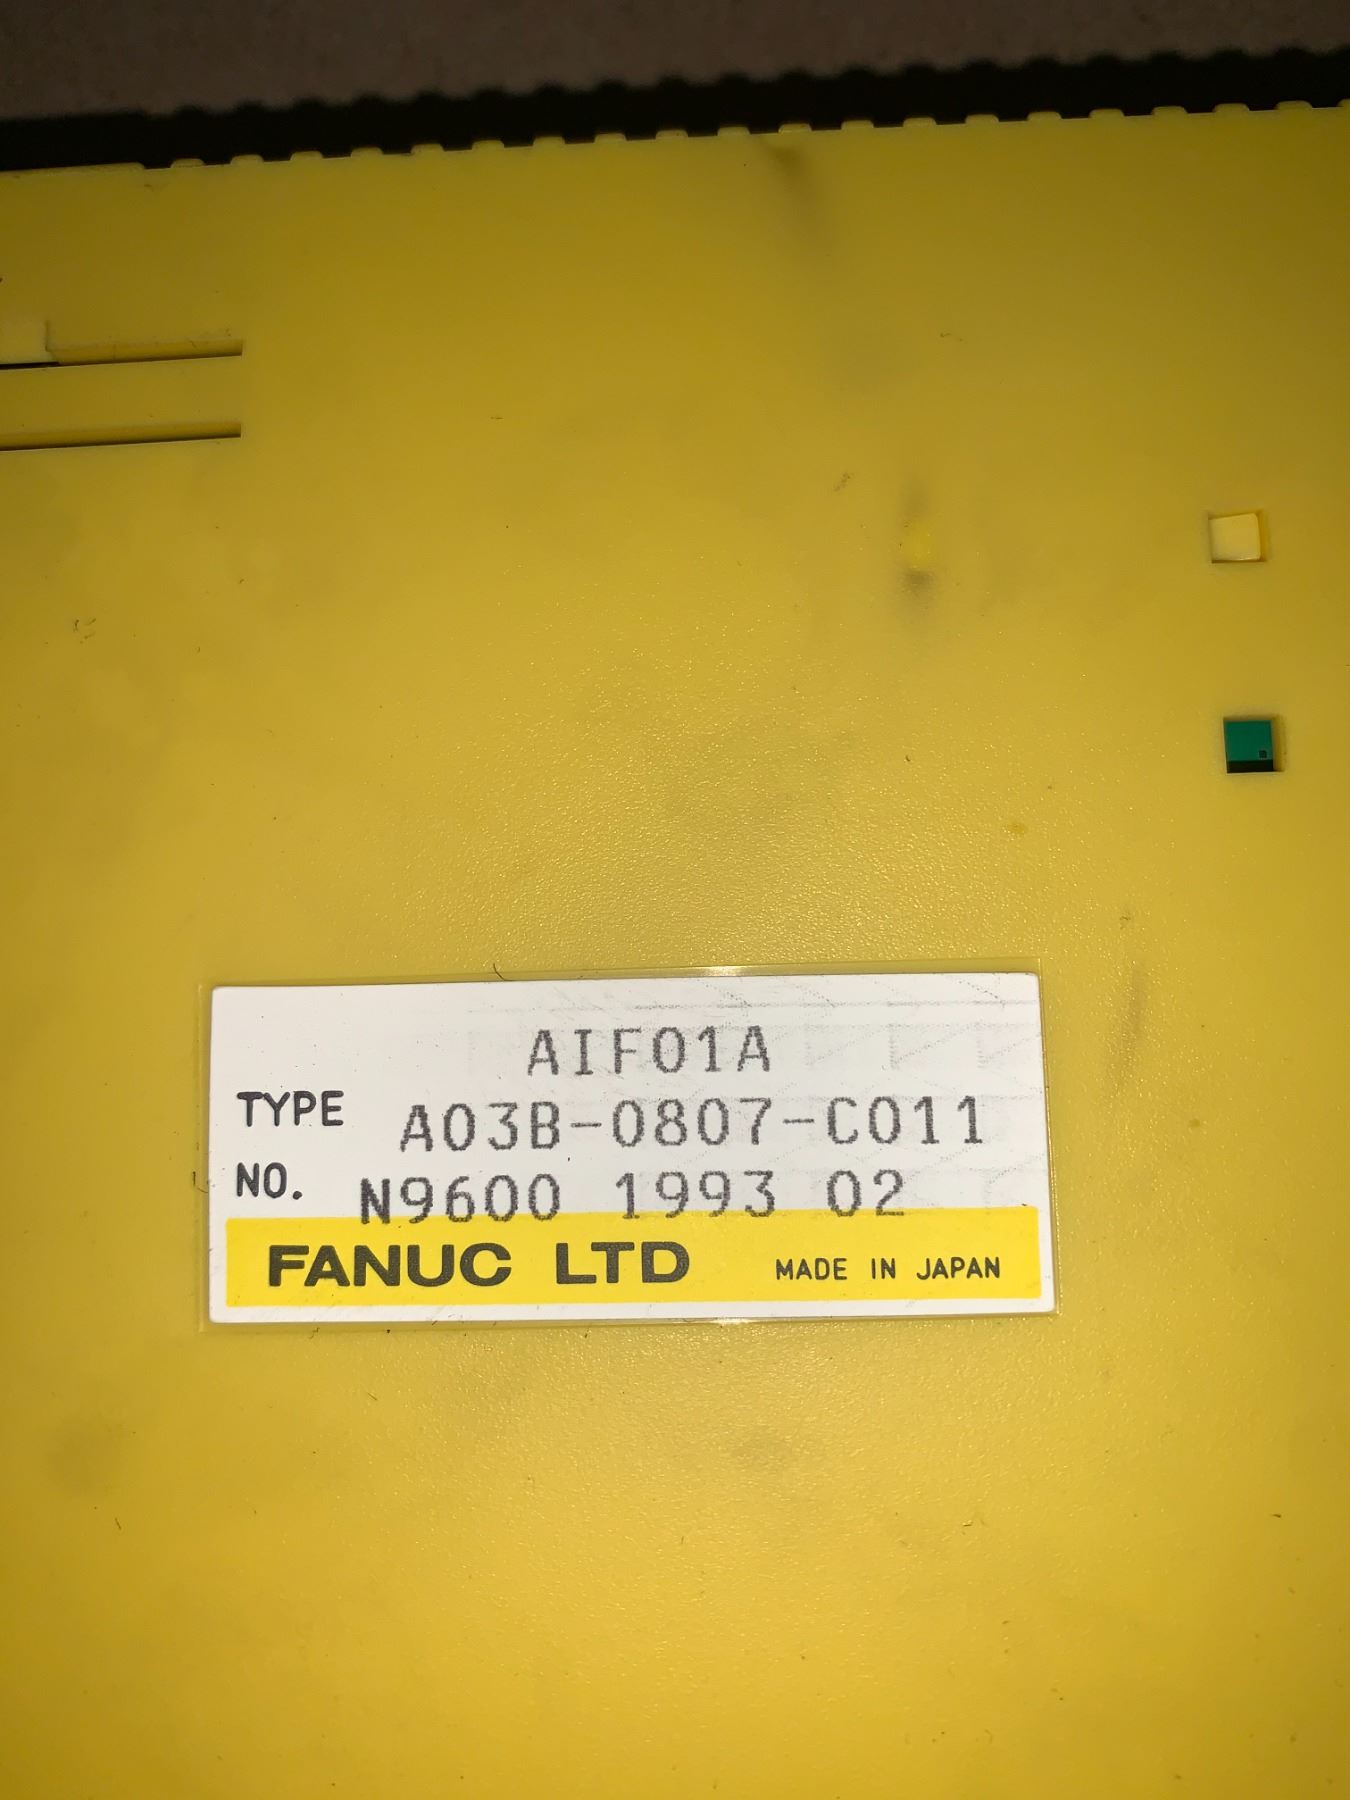 AIF01A
TYPE A03B-0807-C011
NO. N9600 1993 02
FANUC LTD MADE IN JAPAN